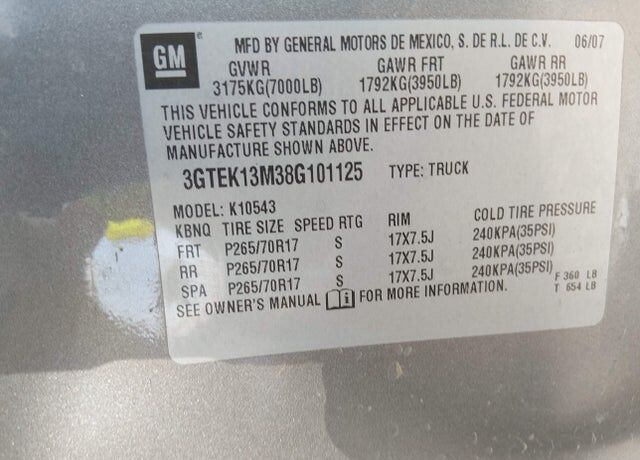 GM
MFD BY GENERAL MOTORS DE MEXICO, S. DE R.L. DE C.V. 06/07
GVWR GAWR FRT GAWR RR
3175KG(7000LB) 1792KG(3950LB) 1792KG(3950LB)
THIS VEHICLE CONFORMS TO ALL APPLICABLE U.S. FEDERAL MOTOR
VEHICLE SAFETY STANDARDS IN EFFECT ON THE DATE OF
MANUFACTURE SHOWN ABOVE.
3GTEK13M38G101125 TYPE: TRUCK
MODEL: K10543
KBNQ TIRE SIZE SPEED RTG RIM COLD TIRE PRESSURE
FRT P265/70R17 S 17X7.5J 240KPA(35PSI)
RR P265/70R17 S 17X7.5J 240KPA(35PSI)
SPA P265/70R17 S 17X7.5J 240KPA(35PSI) F 360 LB
SEE OWNER'S MANUAL i FOR MORE INFORMATION. T 654 LB